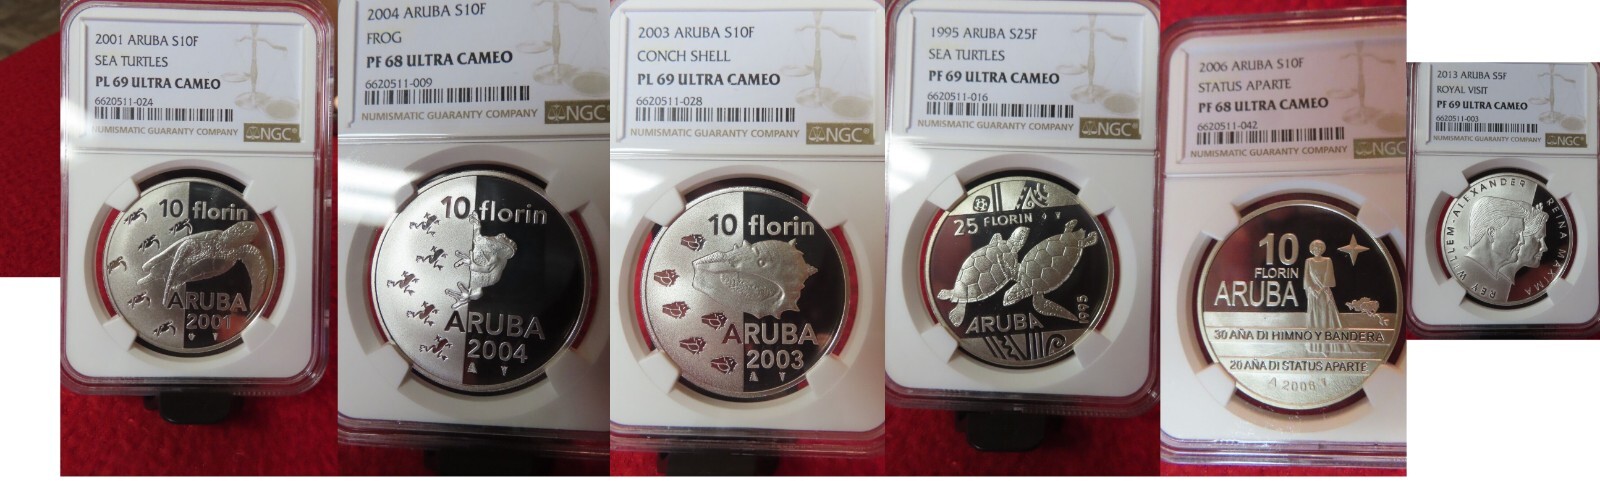 2001 ARUBA S10F
SEA TURTLES
PL 69 ULTRA CAMEO
6620511-024
NUMISMATIC GUARANTY COMPANY
NGC®
10 florin
ARUBA
2001
2004 ARUBA S10F
FROG
PF 68 ULTRA CAMEO
6620511-009
NUMISMATIC GUARANTY COMPANY
NGC®
10 florin
ARUBA
2004
2003 ARUBA S10F
CONCH SHELL
PL 69 ULTRA CAMEO
6620511-028
NUMISMATIC GUARANTY COMPANY
NGC®
10 florin
ARUBA
2003
1995 ARUBA S25F
SEA TURTLES
PF 69 ULTRA CAMEO
6620511-016
NUMISMATIC GUARANTY COMPANY
NGC®
25 FLORIN
ARUBA
1995
2006 ARUBA S10F
STATUS APARTE
PF 68 ULTRA CAMEO
6620511-042
NUMISMATIC GUARANTY COMPANY
NGC
10
FLORIN
ARUBA
30 AÑA DI HIMNO Y BANDERA
20 AÑA DI STATUS APARTE
2006
2013 ARUBA S5F
ROYAL VISIT
PF 69 ULTRA CAMEO
6620511-003
NUMISMATIC GUARANTY COMPANY
NGC®
REY WILLEM-ALEXANDER
REINA MAXIMA